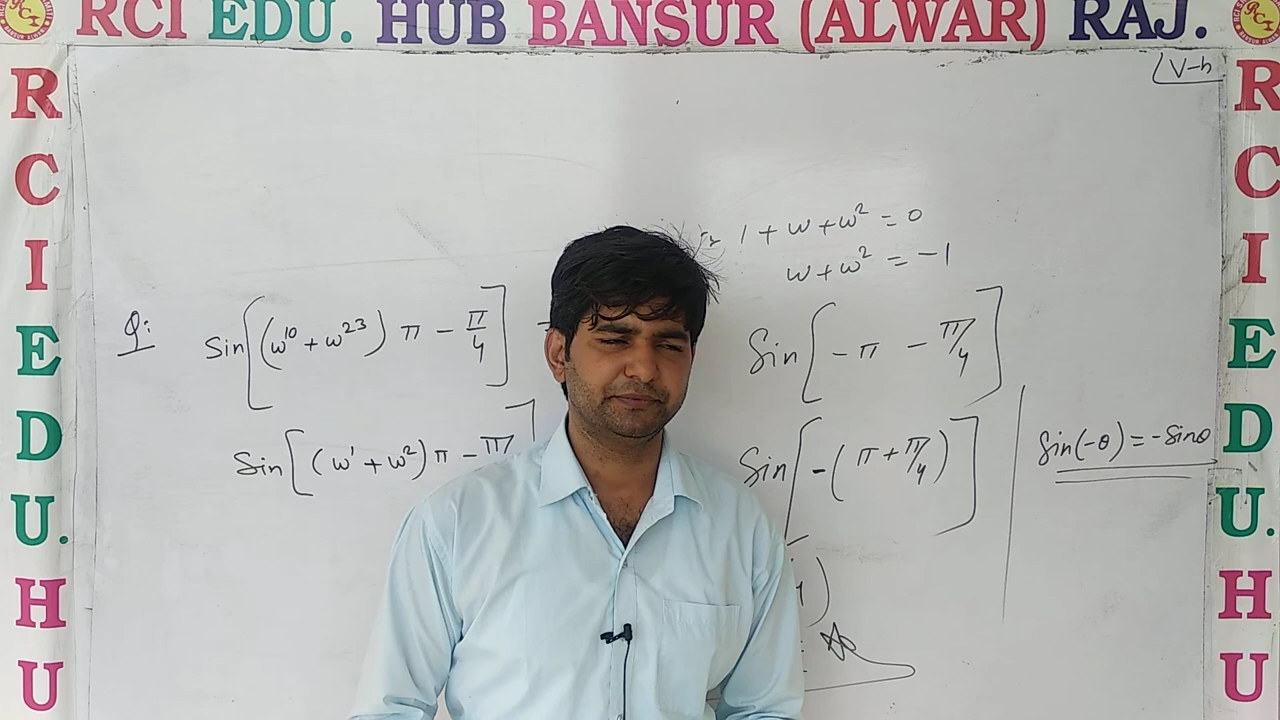 RCI EDU. HUB BANSUR (ALWAR) RAJ.
R
C
I
E
D
U.
H
U
V-h
1 + ω + ω² = 0
ω + ω² = -1
Q:
Sin[(ω¹⁰ + ω²³) π - π/4]
Sin[(ω¹ + ω²) π - π
Sin[-π - π/4]
Sin[-(π + π/4)]
Sin(-θ) = -Sinθ
R
C
I
E
D
U.
H
U